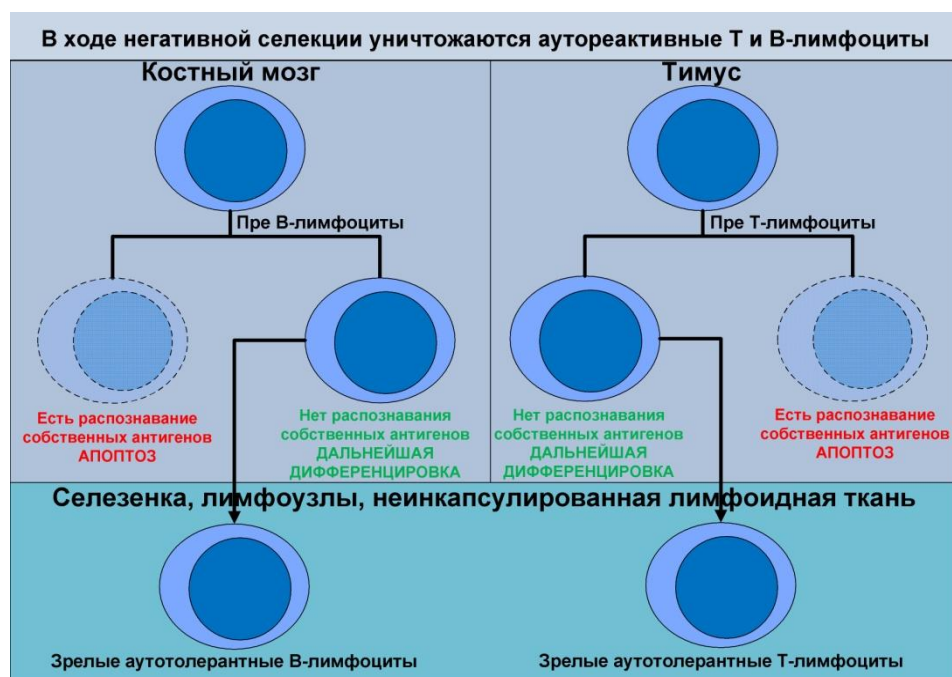 В ходе негативной селекции уничтожаются аутореактивные Т и В-лимфоциты
Костный мозг
Тимус
Пре В-лимфоциты
Пре Т-лимфоциты
Есть распознавание
собственных антигенов
АПОПТОЗ
Нет распознавания
собственных антигенов
ДАЛЬНЕЙШАЯ
ДИФФЕРЕНЦИРОВКА
Нет распознавания
собственных антигенов
ДАЛЬНЕЙШАЯ
ДИФФЕРЕНЦИРОВКА
Есть распознавание
собственных антигенов
АПОПТОЗ
Селезенка, лимфоузлы, неинкапсулированная лимфоидная ткань
Зрелые аутотолерантные В-лимфоциты
Зрелые аутотолерантные Т-лимфоциты